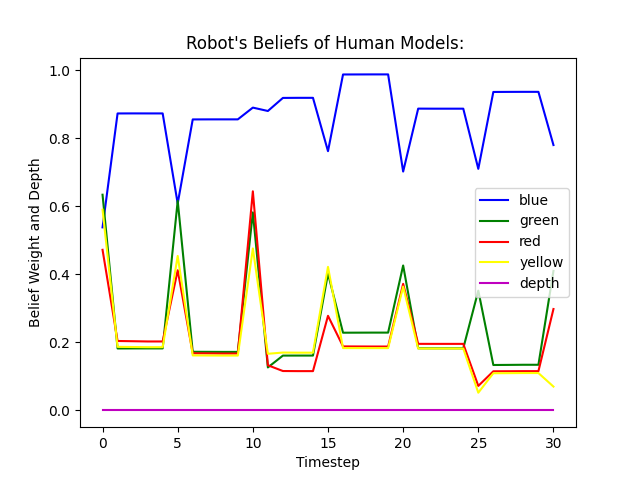 Robot's Beliefs of Human Models:
Belief Weight and Depth
1.0
0.8
0.6
0.4
0.2
0.0
blue
green
red
yellow
depth
0 5 10 15 20 25 30
Timestep